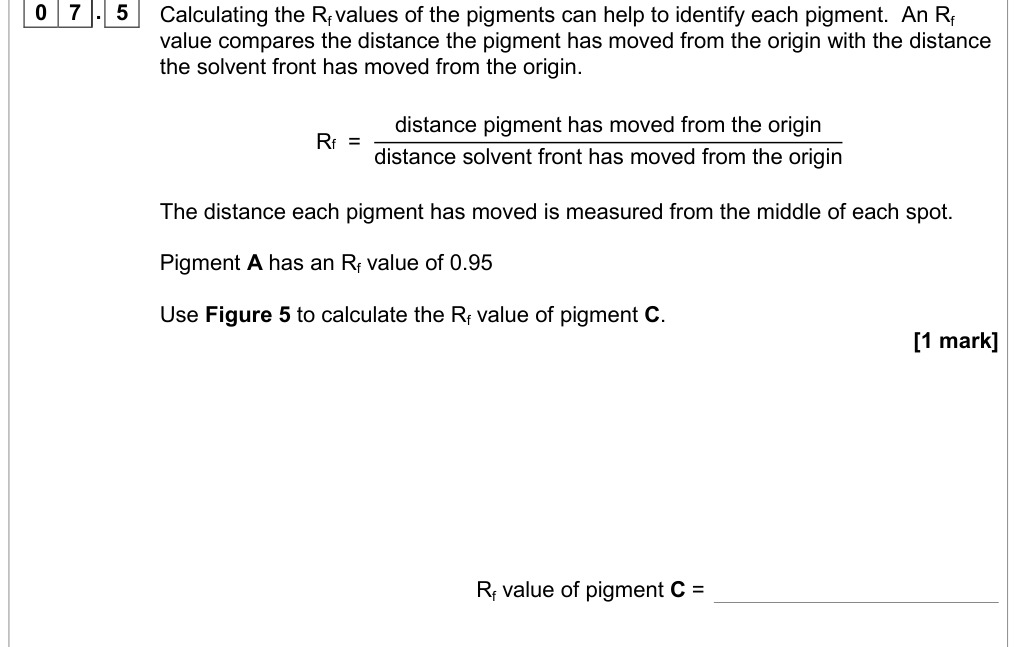 0 7 . 5 Calculating the Rf values of the pigments can help to identify each pigment. An Rf
value compares the distance the pigment has moved from the origin with the distance
the solvent front has moved from the origin.
distance pigment has moved from the origin
Rf =
distance solvent front has moved from the origin
The distance each pigment has moved is measured from the middle of each spot.
Pigment A has an Rf value of 0.95
Use Figure 5 to calculate the Rf value of pigment C.
[1 mark]
Rf value of pigment C =